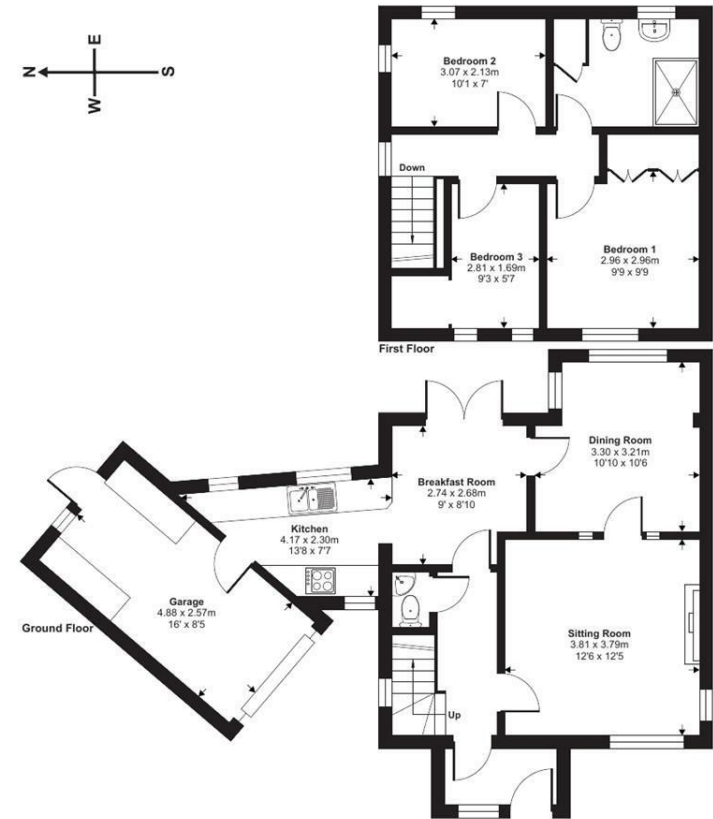 N
E
S
W
Bedroom 2
3.07 x 2.13m
10'1 x 7'
Down
Bedroom 3
2.81 x 1.69m
9'3 x 5'7
Bedroom 1
2.96 x 2.96m
9'9 x 9'9
First Floor
Dining Room
3.30 x 3.21m
10'10 x 10'6
Breakfast Room
2.74 x 2.68m
9' x 8'10
Kitchen
4.17 x 2.30m
13'8 x 7'7
Garage
4.88 x 2.57m
16' x 8'5
Ground Floor
Sitting Room
3.81 x 3.79m
12'6 x 12'5
Up